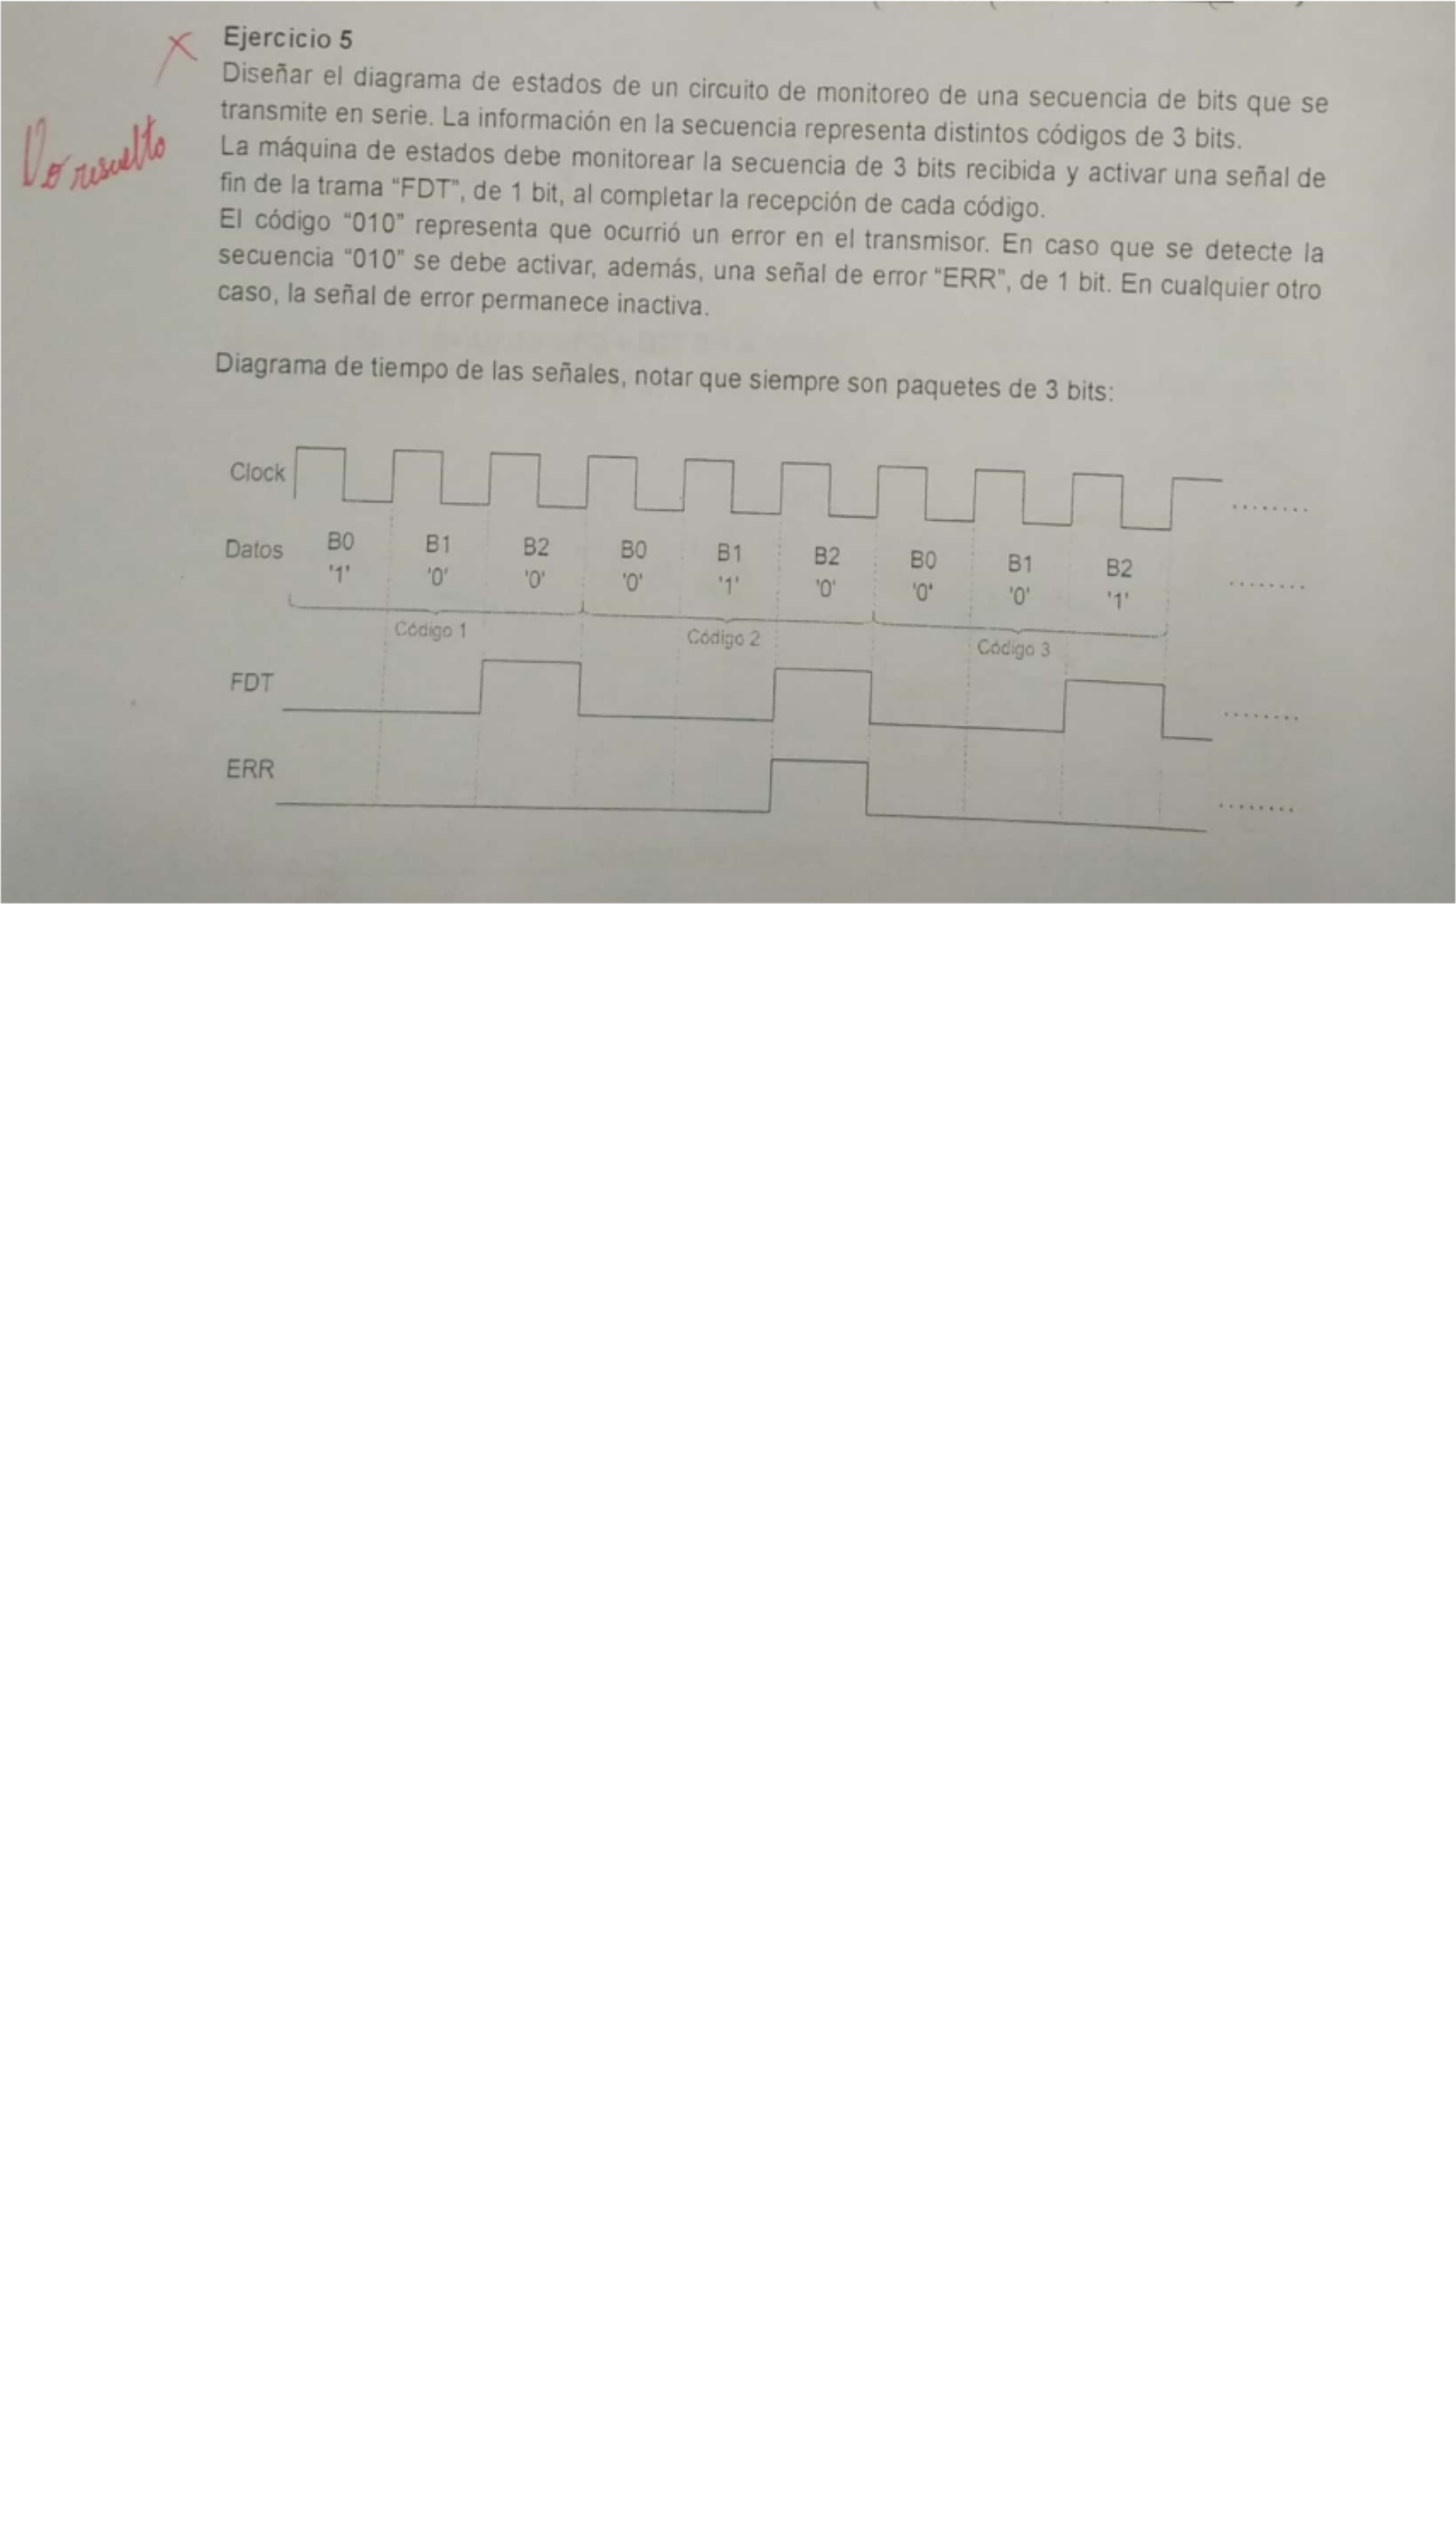 Ejercicio 5
Diseñar el diagrama de estados de un circuito de monitoreo de una secuencia de bits que se
transmite en serie. La información en la secuencia representa distintos códigos de 3 bits.
La máquina de estados debe monitorear la secuencia de 3 bits recibida y activar una señal de
fin de la trama “FDT”, de 1 bit, al completar la recepción de cada código.
El código “010” representa que ocurrió un error en el transmisor. En caso que se detecte la
secuencia “010” se debe activar, además, una señal de error “ERR”, de 1 bit. En cualquier otro
caso, la señal de error permanece inactiva.
resuelto
Diagrama de tiempo de las señales, notar que siempre son paquetes de 3 bits:
Clock ........
Datos B0 B1 B2 B0 B1 B2 B0 B1 B2
'1' '0' '0' '0' '1' '0' '0' '0' '1' ........
Código 1 Código 2 Código 3
FDT ........
ERR ........